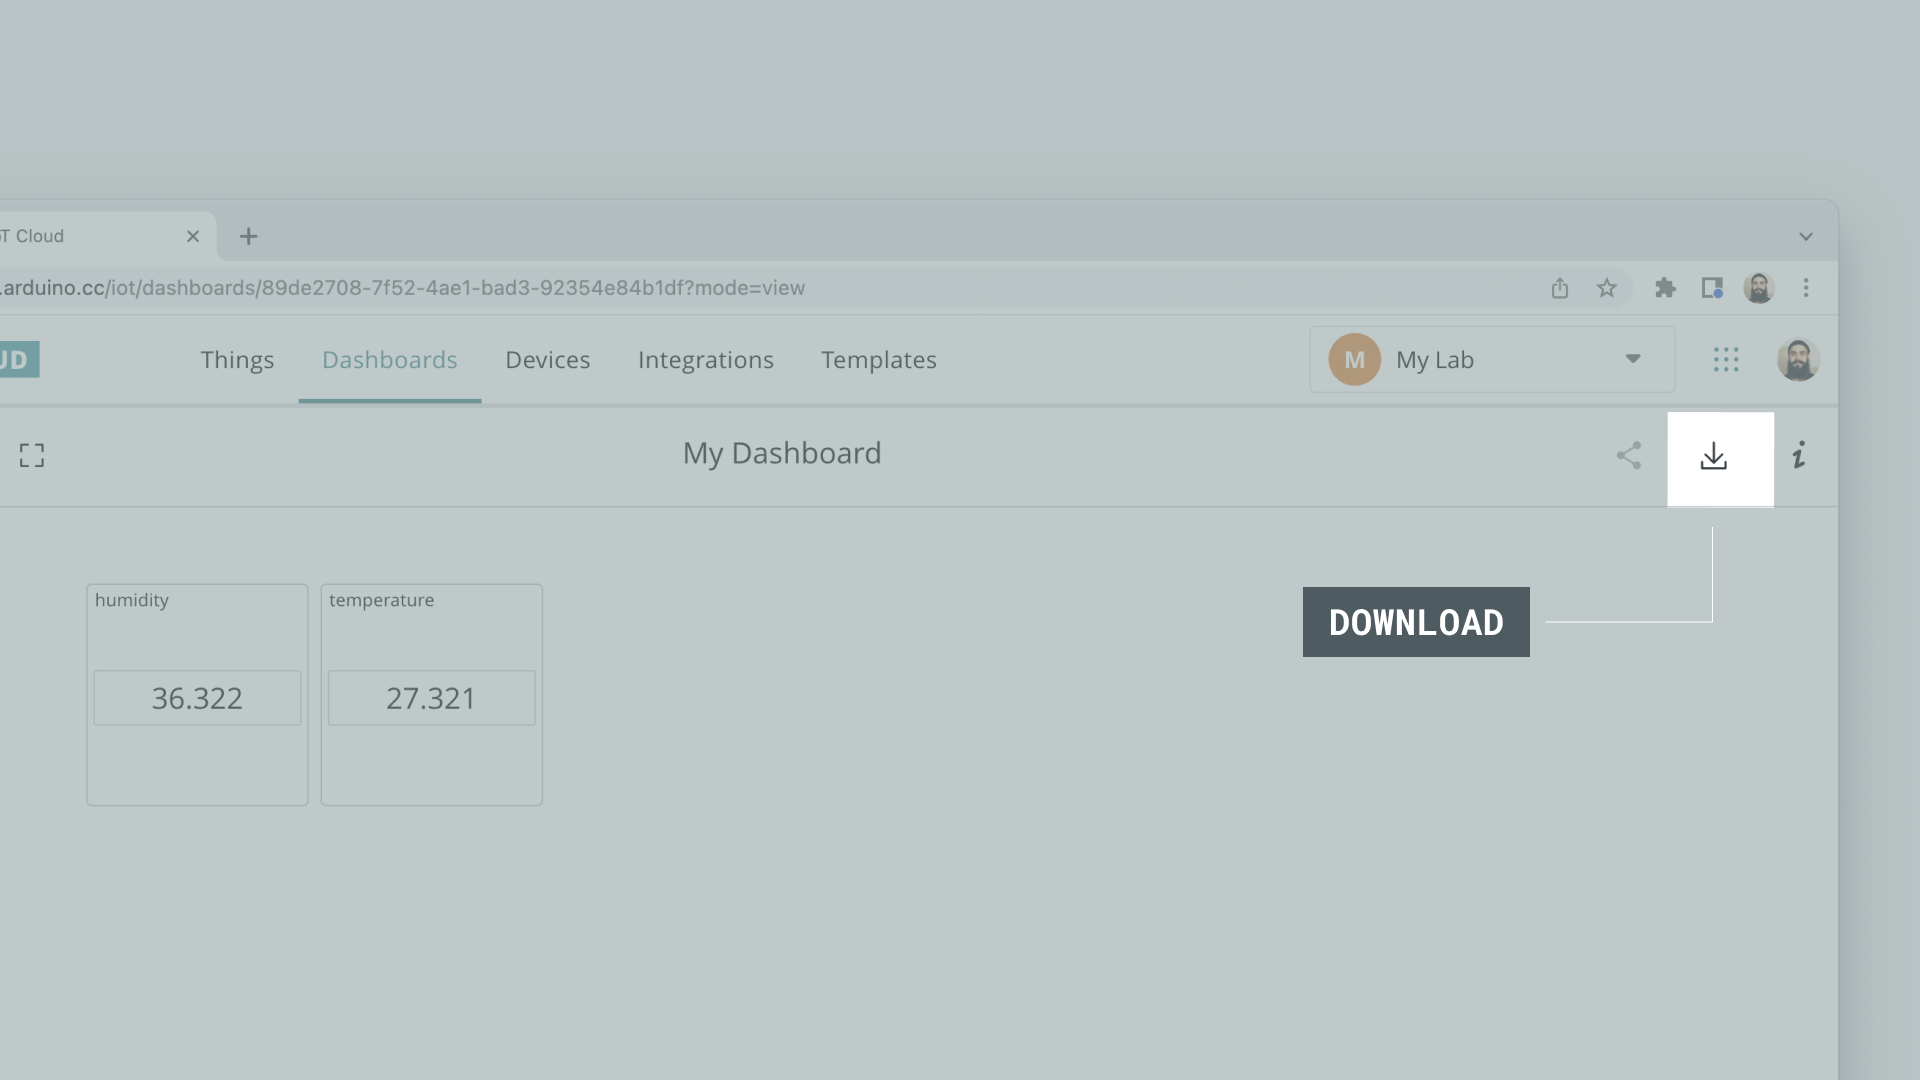 T Cloud
.arduino.cc/iot/dashboards/89de2708-7f52-4ae1-bad3-92354e84b1df?mode=view
UD
Things
Dashboards
Devices
Integrations
Templates
M
My Lab
My Dashboard
i
humidity
temperature
36.322
27.321
DOWNLOAD